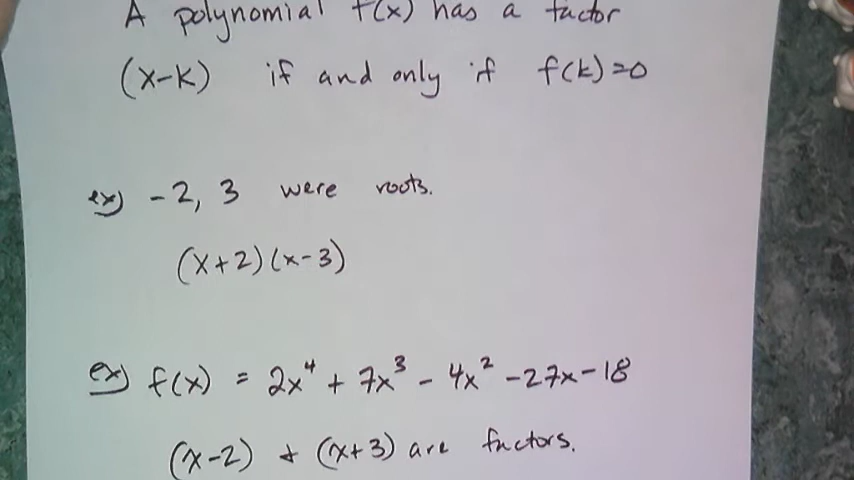 A polynomial f(x) has a factor
(x-k) if and only if f(k)=0
ex) -2, 3 were roots.
(x+2)(x-3)
ex) f(x) = 2x⁴ + 7x³ - 4x² - 27x - 18
(x-2) + (x+3) are factors.